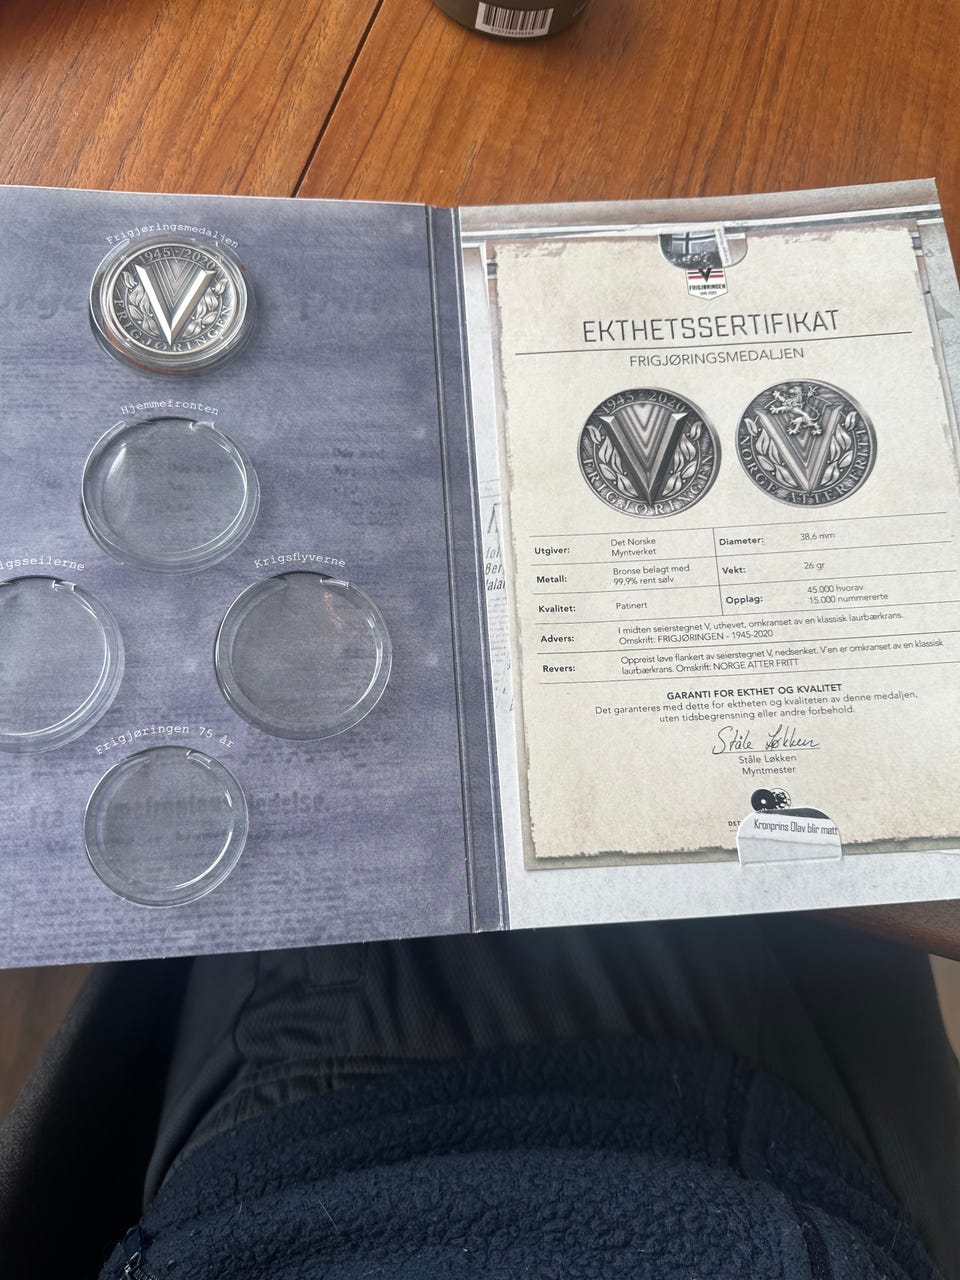 Frigjøringsmedaljen
1945-2020
FRIGJØRINGEN
Hjemmefronten
igsseilerne
Krigsflyverne
Frigjøringen 75 år
FRIGJØRINGEN
1945-2020
EKTHETSSERTIFIKAT
FRIGJØRINGSMEDALJEN
1945-2020
FRIGJØRINGEN
NORGE ATTER FRITT
Utgiver: Det Norske
Myntverket
Diameter: 38,6 mm
Metall: Bronse belagt med
99,9% rent sølv
Vekt: 26 gr
Kvalitet: Patinert
Opplag: 45.000 hvorav
15.000 nummererte
Advers: I midten seierstegnet V, uthevet, omkranset av en klassisk laurbærkrans.
Omskrift: FRIGJØRINGEN - 1945-2020
Revers: Oppreist løve flankert av seierstegnet V, nedsenket. V'en er omkranset av en klassisk
laurbærkrans. Omskrift: NORGE ATTER FRITT
GARANTI FOR EKTHET OG KVALITET
Det garanteres med dette for ektheten og kvaliteten av denne medaljen,
uten tidsbegrensning eller andre forbehold.
Ståle Løkken
Ståle Løkken
Myntmester
DET
Kronprins Olav blir møtt